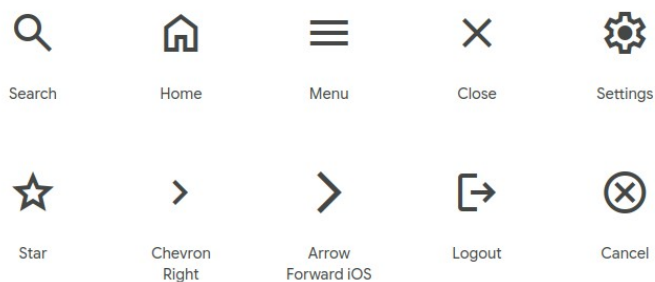 Search
Home
Menu
Close
Settings
Star
Chevron
Right
Arrow
Forward iOS
Logout
Cancel